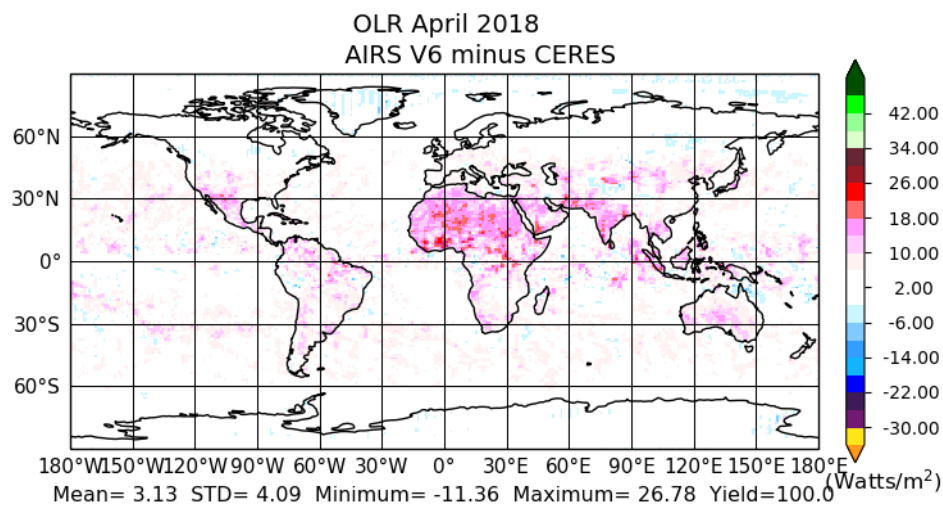 OLR April 2018
AIRS V6 minus CERES
60°N
30°N
0°
30°S
60°S
180°W150°W120°W90°W 60°W 30°W 0° 30°E 60°E 90°E 120°E150°E180°E
42.00
34.00
26.00
18.00
10.00
2.00
-6.00
-14.00
-22.00
-30.00
(Watts/m²)
Mean= 3.13 STD= 4.09 Minimum= -11.36 Maximum= 26.78 Yield=100.0